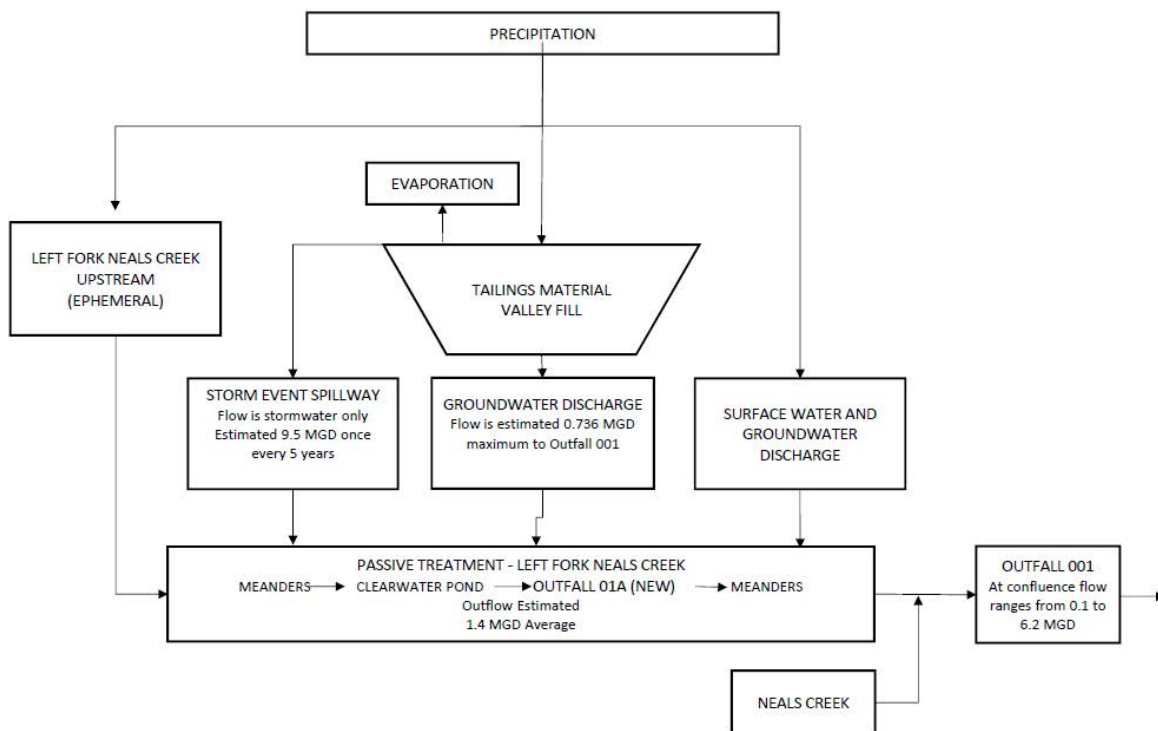 PRECIPITATION
EVAPORATION
LEFT FORK NEALS CREEK
UPSTREAM
(EPHEMERAL)
TAILINGS MATERIAL
VALLEY FILL
STORM EVENT SPILLWAY
Flow is stormwater only
Estimated 9.5 MGD once
every 5 years
GROUNDWATER DISCHARGE
Flow is estimated 0.736 MGD
maximum to Outfall 001
SURFACE WATER AND
GROUNDWATER
DISCHARGE
PASSIVE TREATMENT - LEFT FORK NEALS CREEK
MEANDERS CLEARWATER POND OUTFALL 01A (NEW) MEANDERS
Outflow Estimated
1.4 MGD Average
OUTFALL 001
At confluence flow
ranges from 0.1 to
6.2 MGD
NEALS CREEK